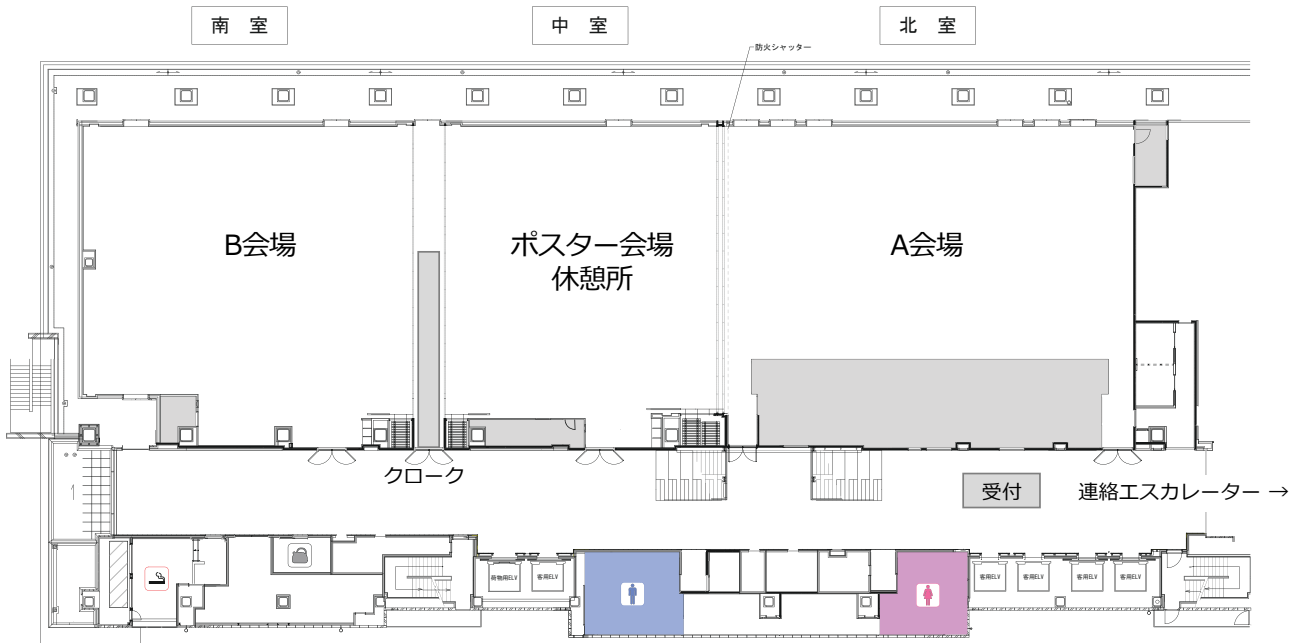 南 室
中 室
北 室
防火シャッター
B会場
ポスター会場
休憩所
A会場
クローク
受付
連絡エスカレーター →
荷物用ELV
客用ELV
客用ELV
客用ELV
客用ELV
客用ELV